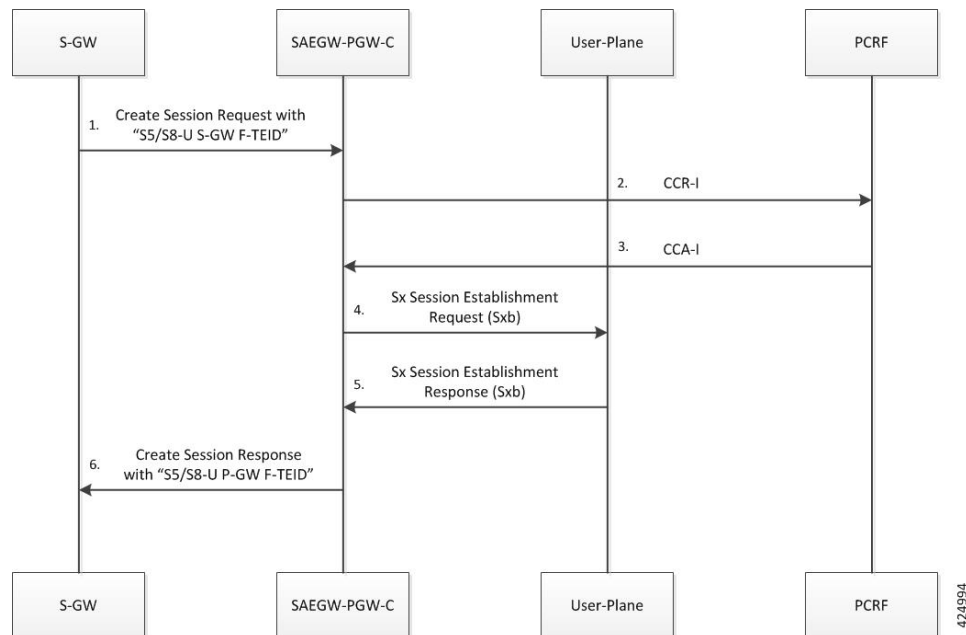 S-GW
SAEGW-PGW-C
User-Plane
PCRF
1.
Create Session Request with
“S5/S8-U S-GW F-TEID”
2.
CCR-I
3.
CCA-I
4.
Sx Session Establishment
Request (Sxb)
5.
Sx Session Establishment
Response (Sxb)
6.
Create Session Response
with “S5/S8-U P-GW F-TEID”
S-GW
SAEGW-PGW-C
User-Plane
PCRF
424994